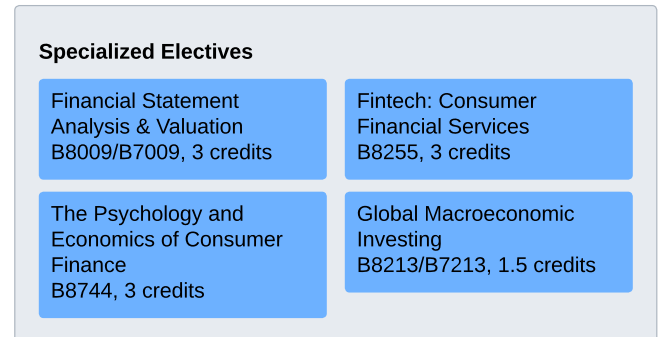 Specialized Electives
Financial Statement
Analysis & Valuation
B8009/B7009, 3 credits
Fintech: Consumer
Financial Services
B8255, 3 credits
The Psychology and
Economics of Consumer
Finance
B8744, 3 credits
Global Macroeconomic
Investing
B8213/B7213, 1.5 credits